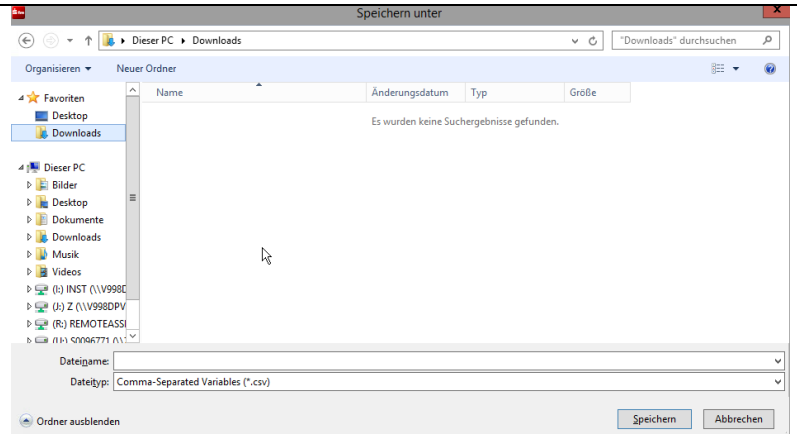 Speichern unter
Dieser PC Downloads
"Downloads" durchsuchen
Organisieren Neuer Ordner
Name Änderungsdatum Typ Größe
Es wurden keine Suchergebnisse gefunden.
Favoriten
Desktop
Downloads
Dieser PC
Bilder
Desktop
Dokumente
Downloads
Musik
Videos
(I:) INST (\\V998D
(J:) Z (\\V998DPV
(R:) REMOTEASSI
(U:) S0096771 (\\
Dateiname:
Dateityp: Comma-Separated Variables (*.csv)
Ordner ausblenden
Speichern Abbrechen